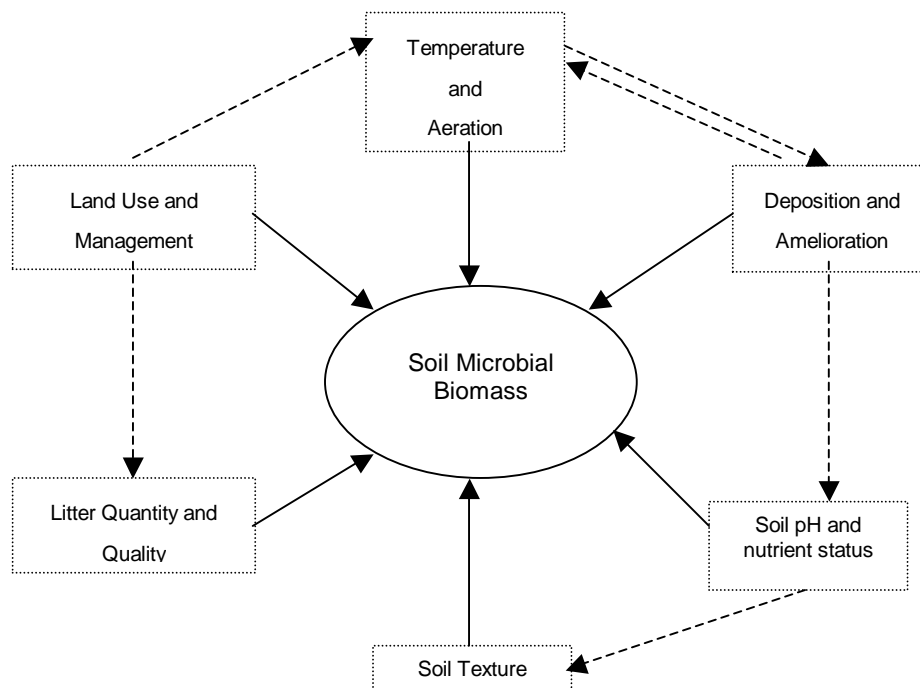 Temperature
and
Aeration
Land Use and
Management
Deposition and
Amelioration
Soil Microbial
Biomass
Litter Quantity and
Quality
Soil pH and
nutrient status
Soil Texture